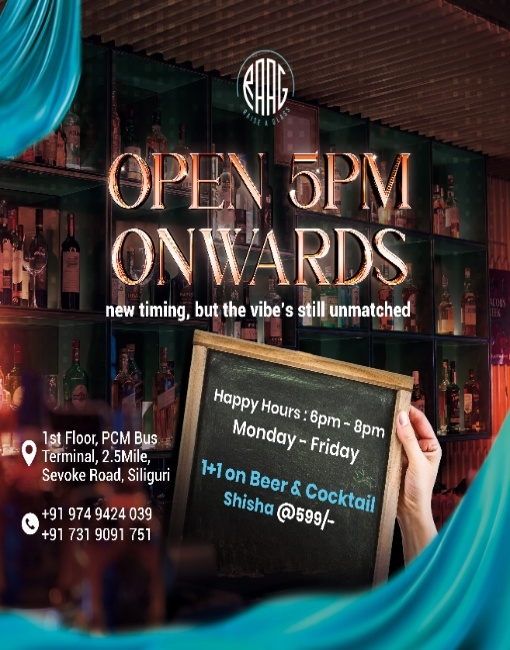 RAAG
RAISE A GLASS
OPEN 5PM
ONWARDS
new timing, but the vibe's still unmatched
Happy Hours : 6pm - 8pm
Monday - Friday
1+1 on Beer & Cocktail
Shisha @599/-
1st Floor, PCM Bus
Terminal, 2.5Mile,
Sevoke Road, Siliguri
+91 974 9424 039
+91 731 9091 751